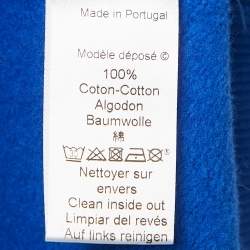 Made in Portugal
Modèle déposé ©
100%
Coton-Cotton
Algodon
Baumwolle
綿
Nettoyer sur
envers
Clean inside out
Limpiar del revés
Auf links reinigen